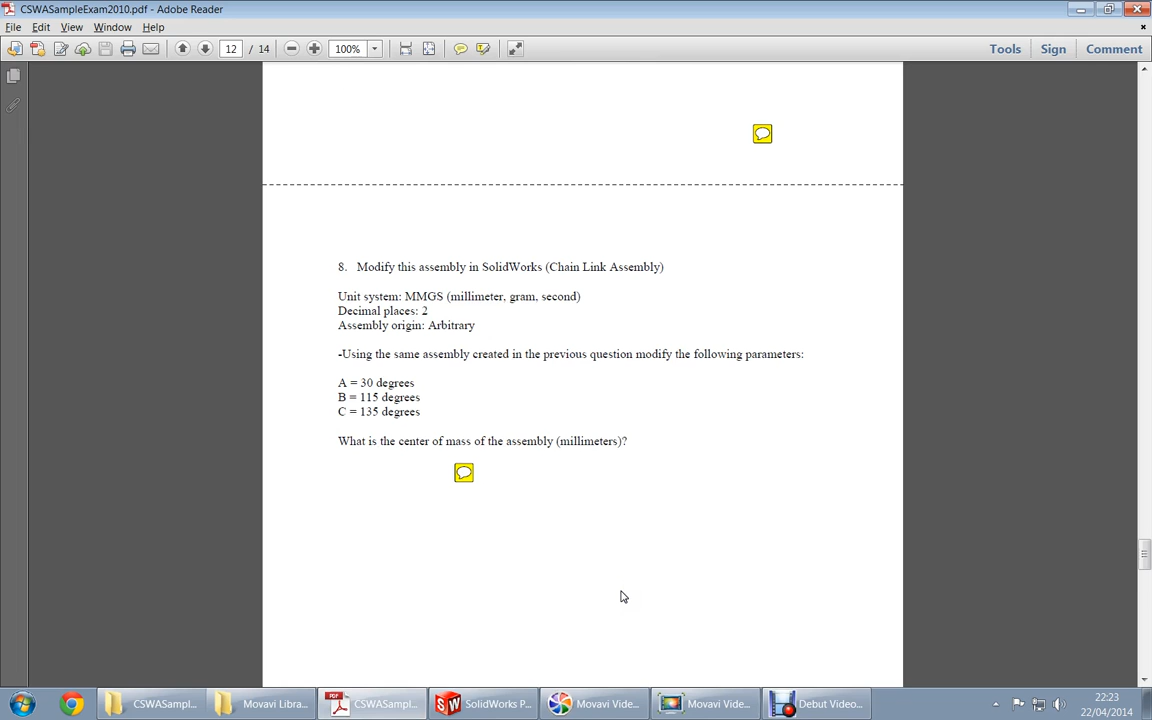 CSWASampleExam2010.pdf - Adobe Reader
File Edit View Window Help
12 / 14 100% Tools Sign Comment
8. Modify this assembly in SolidWorks (Chain Link Assembly)
Unit system: MMGS (millimeter, gram, second)
Decimal places: 2
Assembly origin: Arbitrary
-Using the same assembly created in the previous question modify the following parameters:
A = 30 degrees
B = 115 degrees
C = 135 degrees
What is the center of mass of the assembly (millimeters)?
CSWASampl... Movavi Libra... CSWASampl... SolidWorks P... Movavi Vide... Movavi Vide... Debut Video... 22:23
22/04/2014